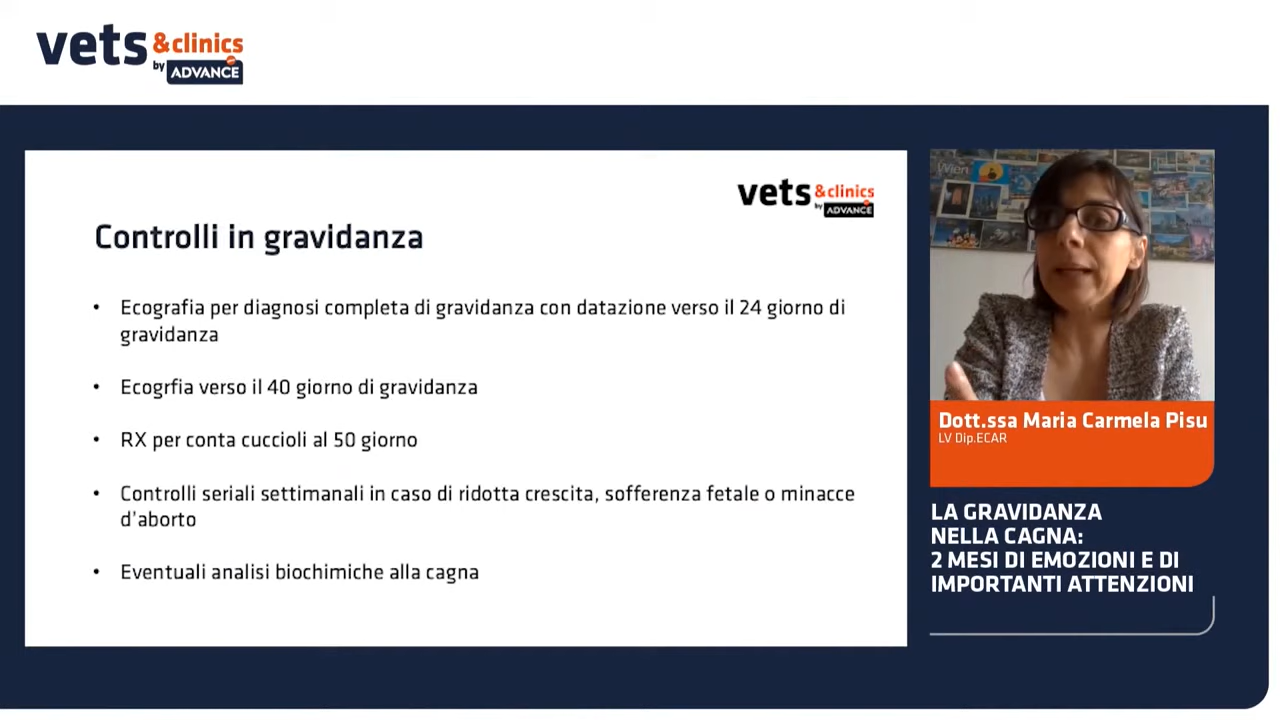 vets &clinics
by ADVANCE
vets &clinics
by ADVANCE
Controlli in gravidanza
• Ecografia per diagnosi completa di gravidanza con datazione verso il 24 giorno di
gravidanza
• Ecogrfia verso il 40 giorno di gravidanza
• RX per conta cuccioli al 50 giorno
• Controlli seriali settimanali in caso di ridotta crescita, sofferenza fetale o minacce
d'aborto
• Eventuali analisi biochimiche alla cagna
Wien
Dott.ssa Maria Carmela Pisu
LV Dip.ECAR
LA GRAVIDANZA
NELLA CAGNA:
2 MESI DI EMOZIONI E DI
IMPORTANTI ATTENZIONI